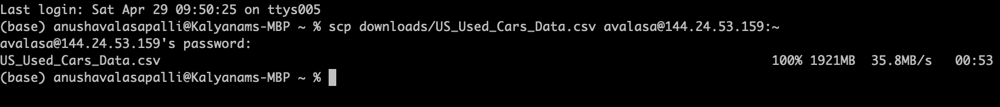 Last login: Sat Apr 29 09:50:25 on ttys005
(base) anushavalasapalli@Kalyanams-MBP ~ % scp downloads/US_Used_Cars_Data.csv avalasa@144.24.53.159:~
avalasa@144.24.53.159's password:
US_Used_Cars_Data.csv 100% 1921MB 35.8MB/s 00:53
(base) anushavalasapalli@Kalyanams-MBP ~ %